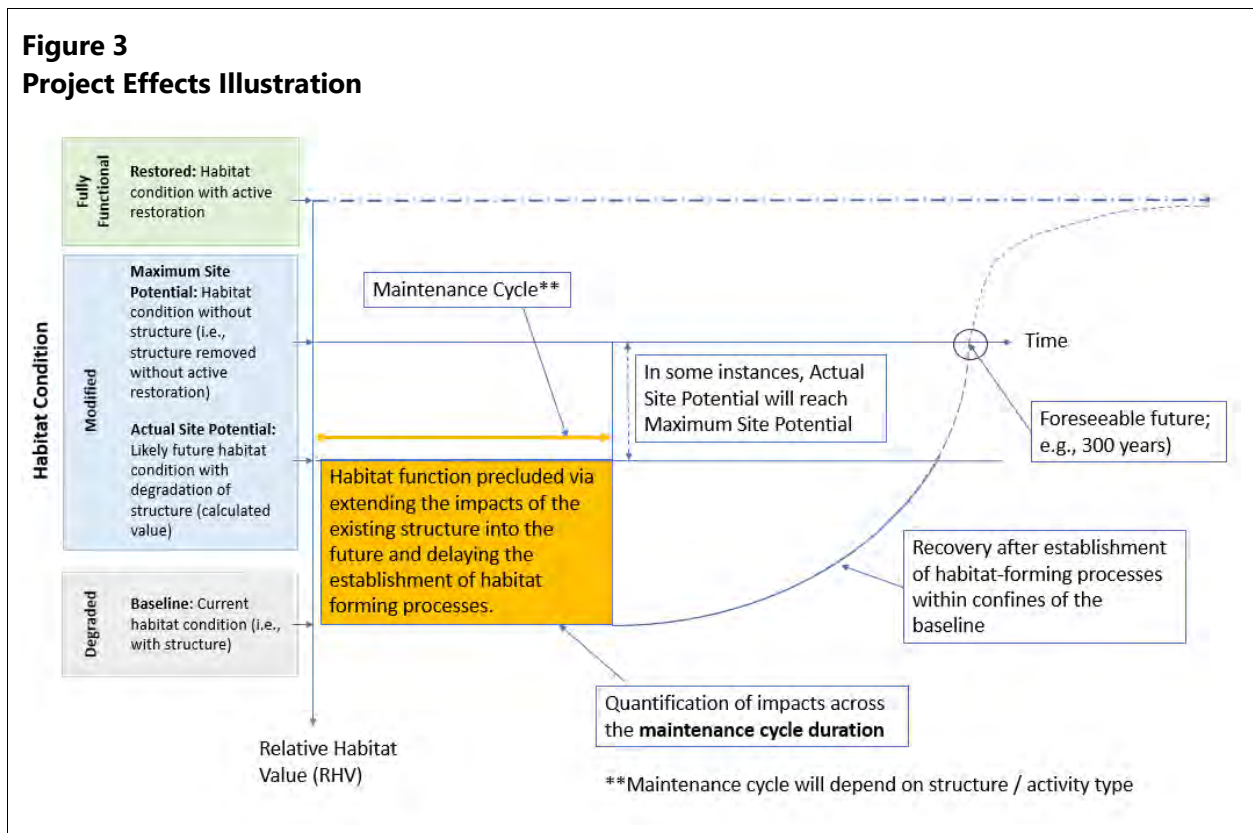 Figure 3
Project Effects Illustration
Habitat Condition
Fully
Functional
Restored: Habitat
condition with active
restoration
Modified
Maximum Site
Potential: Habitat
condition without
structure (i.e.,
structure removed
without active
restoration)
Actual Site Potential:
Likely future habitat
condition with
degradation of
structure (calculated
value)
Degraded
Baseline: Current
habitat condition (i.e.,
with structure)
Maintenance Cycle**
Time
In some instances, Actual
Site Potential will reach
Maximum Site Potential
Foreseeable future;
e.g., 300 years)
Habitat function precluded via
extending the impacts of the
existing structure into the
future and delaying the
establishment of habitat
forming processes.
Recovery after establishment
of habitat-forming processes
within confines of the
baseline
Quantification of impacts across
the maintenance cycle duration
Relative Habitat
Value (RHV)
**Maintenance cycle will depend on structure / activity type